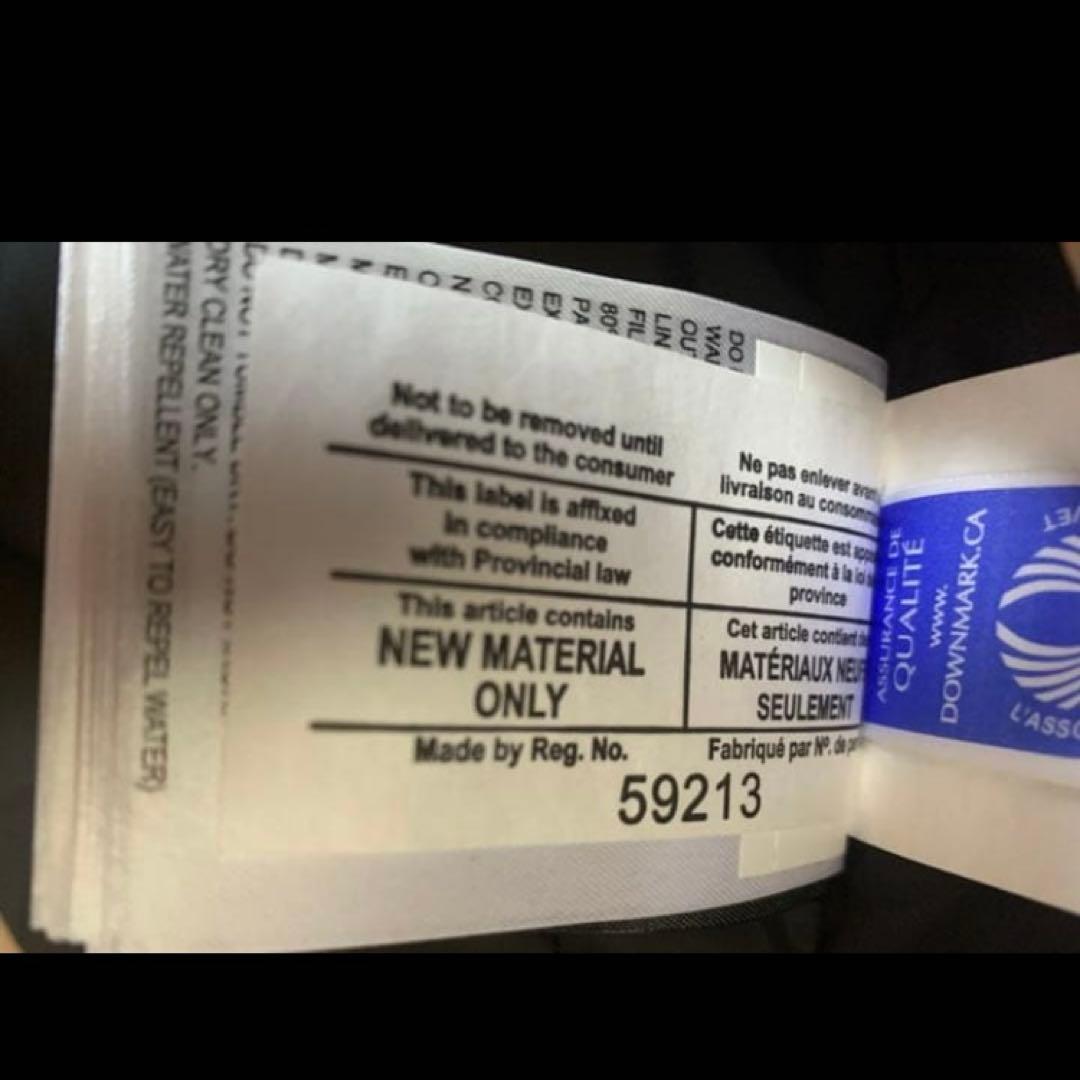 Not to be removed until
delivered to the consumer
This label is affixed
in compliance
with Provincial law
This article contains
NEW MATERIAL
ONLY
Made by Reg. No.
Ne pas enlever
livraison au
Cette étiquette est
conformément à la loi
province
Cet article contient
MATÉRIAUX
SEULEMENT
Fabriqué par Nº. de
59213
ASSURANCE DE
QUALITÉ
www.
DOWNMARK.CA
DRY CLEAN ONLY.
WATER REPELLENT (EASY TO REPEL WATER)
DO